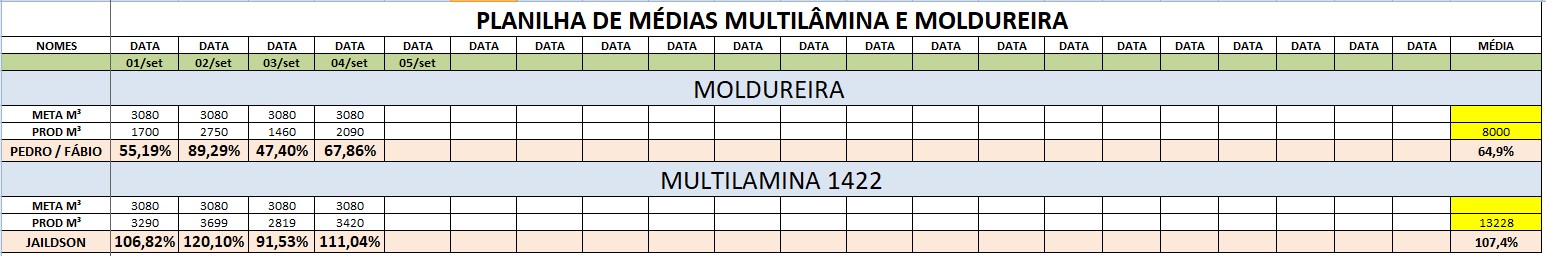 PLANILHA DE MÉDIAS MULTILÂMINA E MOLDUREIRA
NOMES DATA DATA DATA DATA DATA DATA DATA DATA DATA DATA DATA DATA DATA DATA DATA DATA DATA DATA DATA DATA MÉDIA
01/set 02/set 03/set 04/set 05/set
MOLDUREIRA
META M³ 3080 3080 3080 3080
PROD M³ 1700 2750 1460 2090 8000
PEDRO / FÁBIO 55,19% 89,29% 47,40% 67,86% 64,9%
MULTILAMINA 1422
META M³ 3080 3080 3080 3080
PROD M³ 3290 3699 2819 3420 13228
JAILDSON 106,82% 120,10% 91,53% 111,04% 107,4%